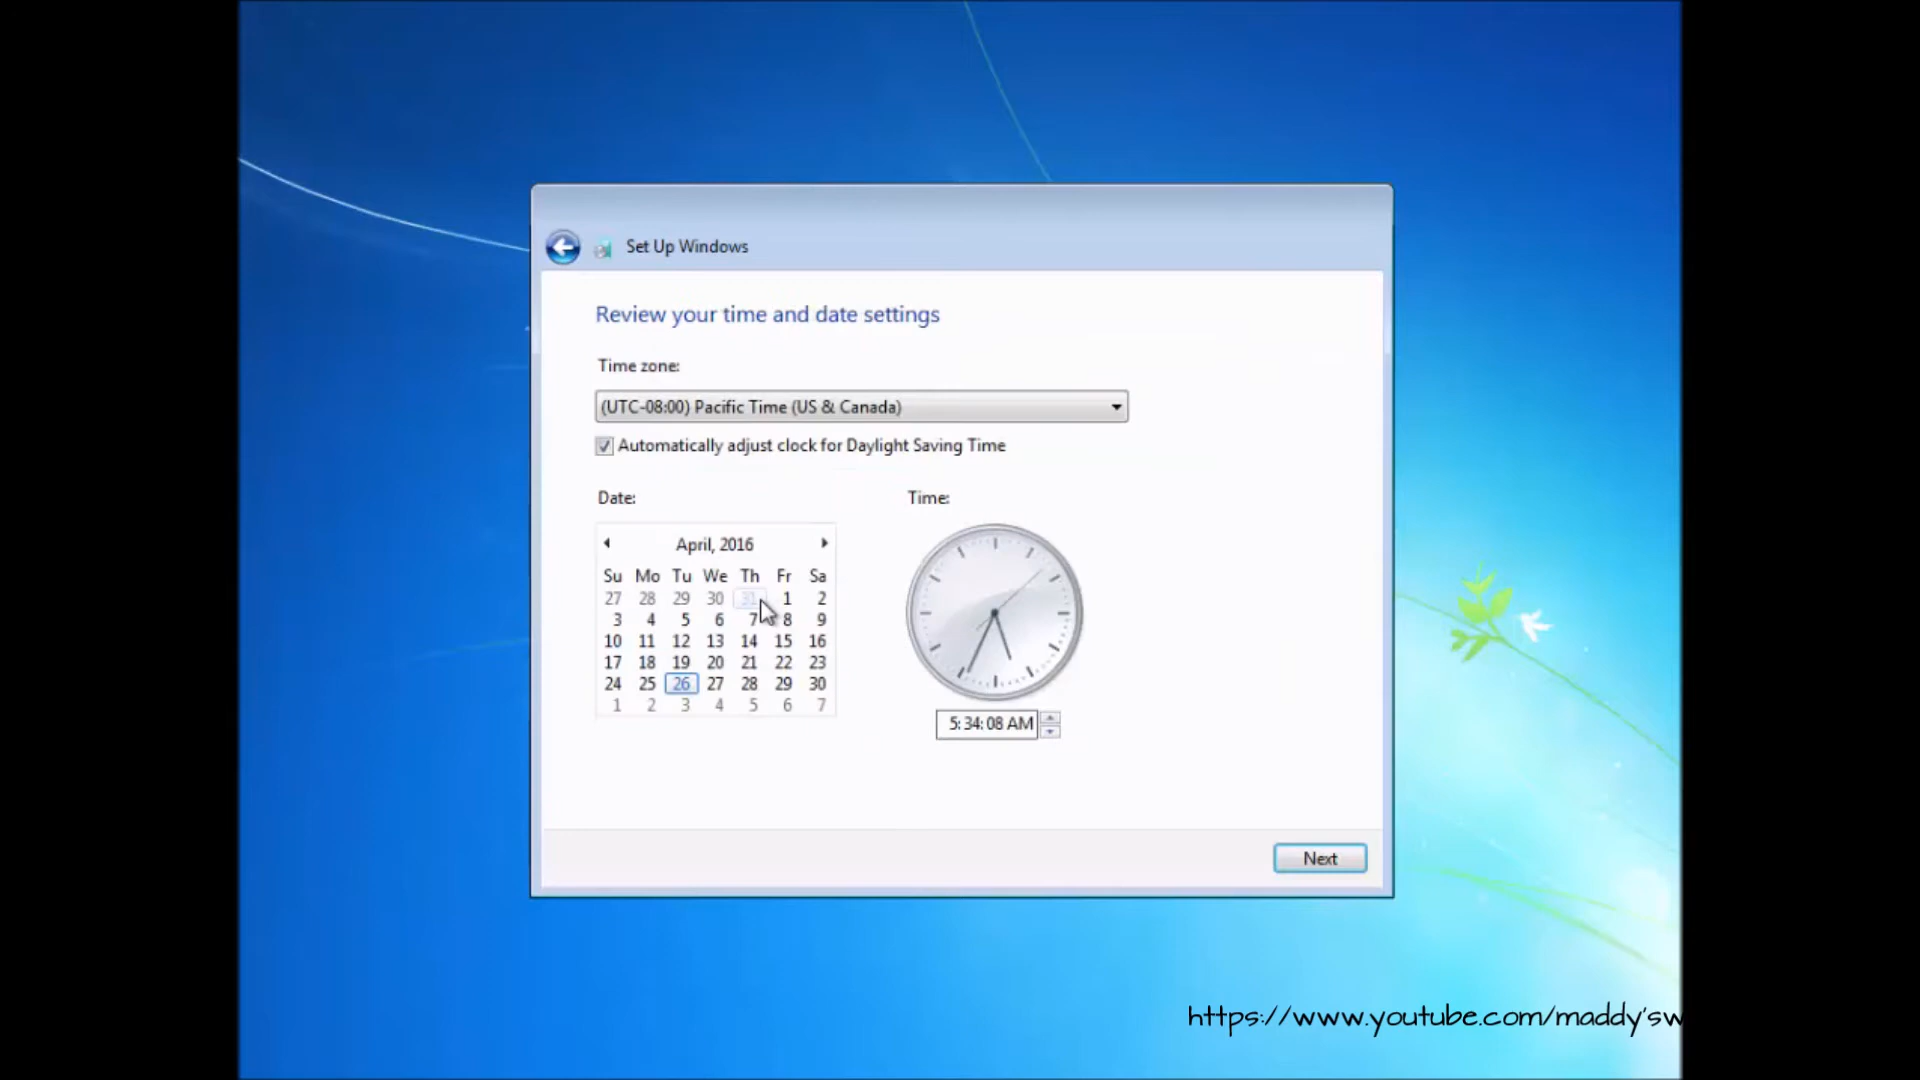 Set Up Windows
Review your time and date settings
Time zone:
(UTC-08:00) Pacific Time (US & Canada)
Automatically adjust clock for Daylight Saving Time
Date:
Time:
April, 2016
Su Mo Tu We Th Fr Sa
27 28 29 30 31 1 2
3 4 5 6 7 8 9
10 11 12 13 14 15 16
17 18 19 20 21 22 23
24 25 26 27 28 29 30
1 2 3 4 5 6 7
5:34:08 AM
Next
https://www.youtube.com/maddy'sw